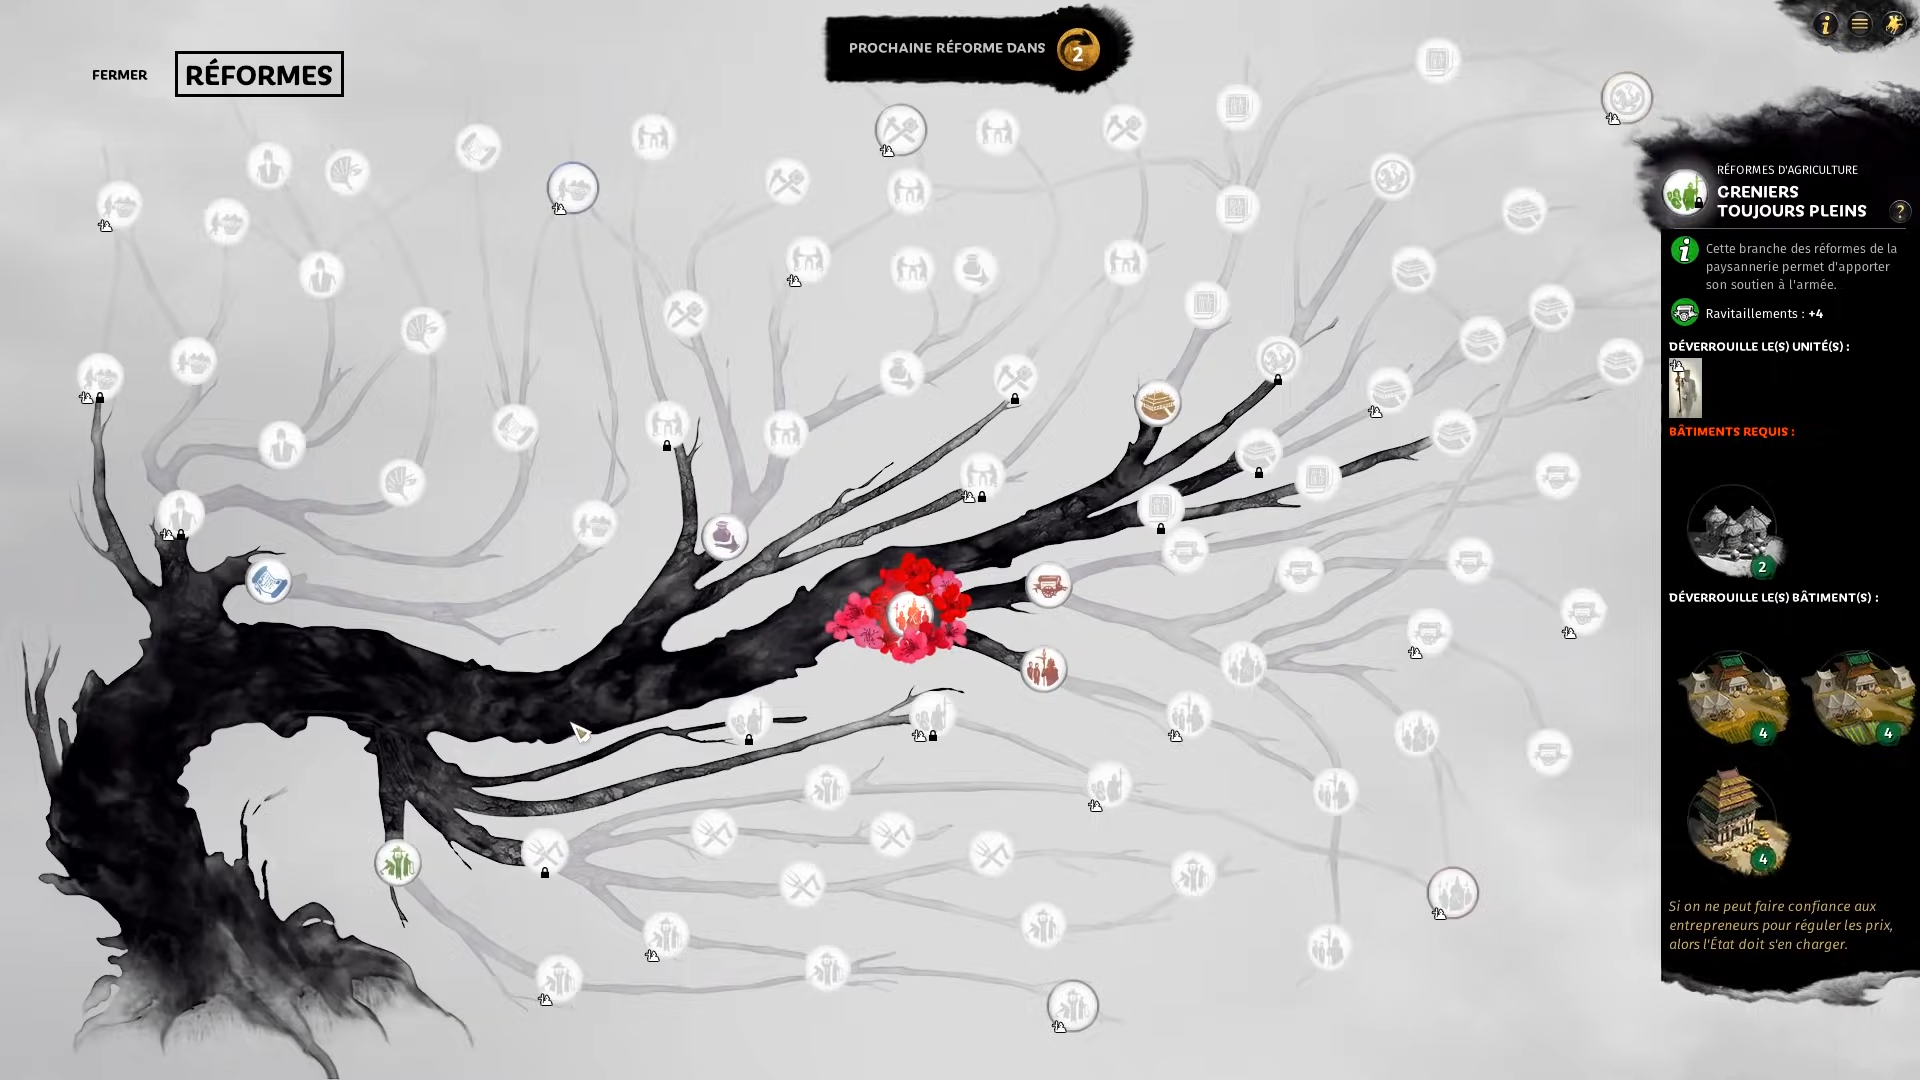 PROCHAINE RÉFORME DANS 2
FERMER RÉFORMES
RÉFORMES D'AGRICULTURE
GRENIERS
TOUJOURS PLEINS
?
Cette branche des réformes de la
paysannerie permet d'apporter
son soutien à l'armée.
Ravitaillements : +4
DÉVERROUILLE LE(S) UNITÉ(S) :
BÂTIMENTS REQUIS :
2
DÉVERROUILLE LE(S) BÂTIMENT(S) :
4 4
4
Si on ne peut faire confiance aux
entrepreneurs pour réguler les prix,
alors l'État doit s'en charger.